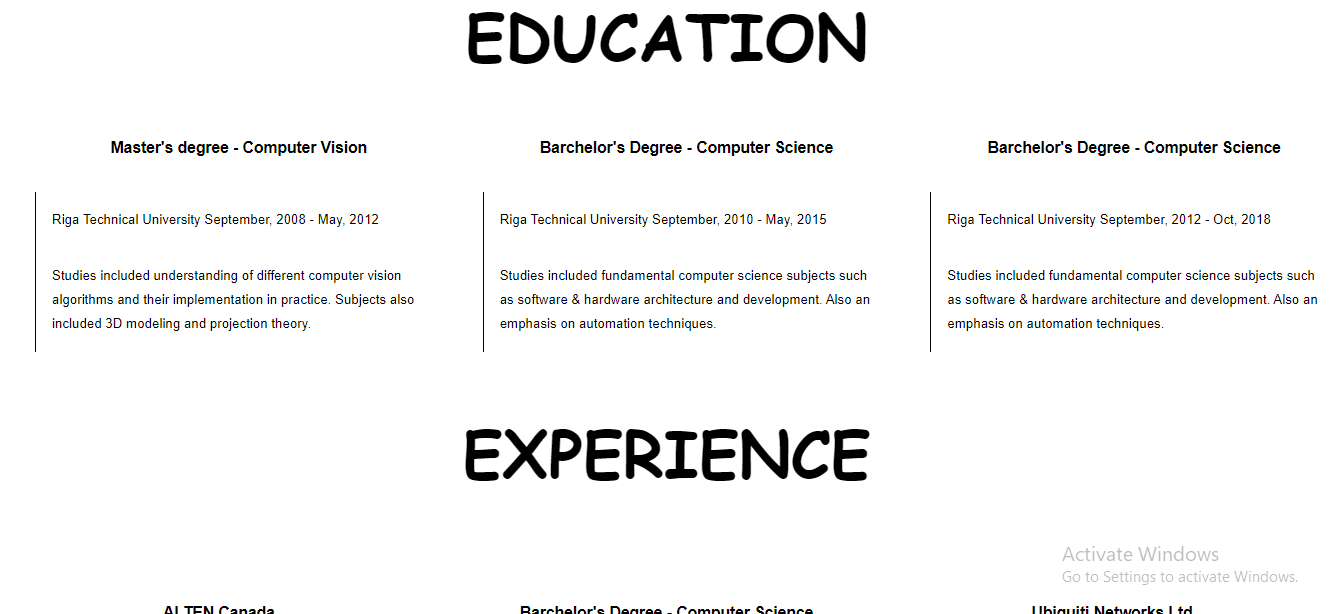 EDUCATION
Master's degree - Computer Vision
Riga Technical University September, 2008 - May, 2012
Studies included understanding of different computer vision
algorithms and their implementation in practice. Subjects also
included 3D modeling and projection theory.
Barchelor's Degree - Computer Science
Riga Technical University September, 2010 - May, 2015
Studies included fundamental computer science subjects such
as software & hardware architecture and development. Also an
emphasis on automation techniques.
Barchelor's Degree - Computer Science
Riga Technical University September, 2012 - Oct, 2018
Studies included fundamental computer science subjects such
as software & hardware architecture and development. Also an
emphasis on automation techniques.
EXPERIENCE
ALTEN Canada
Barchelor's Degree - Computer Science
Ubiquiti Networks Ltd
Activate Windows
Go to Settings to activate Windows.